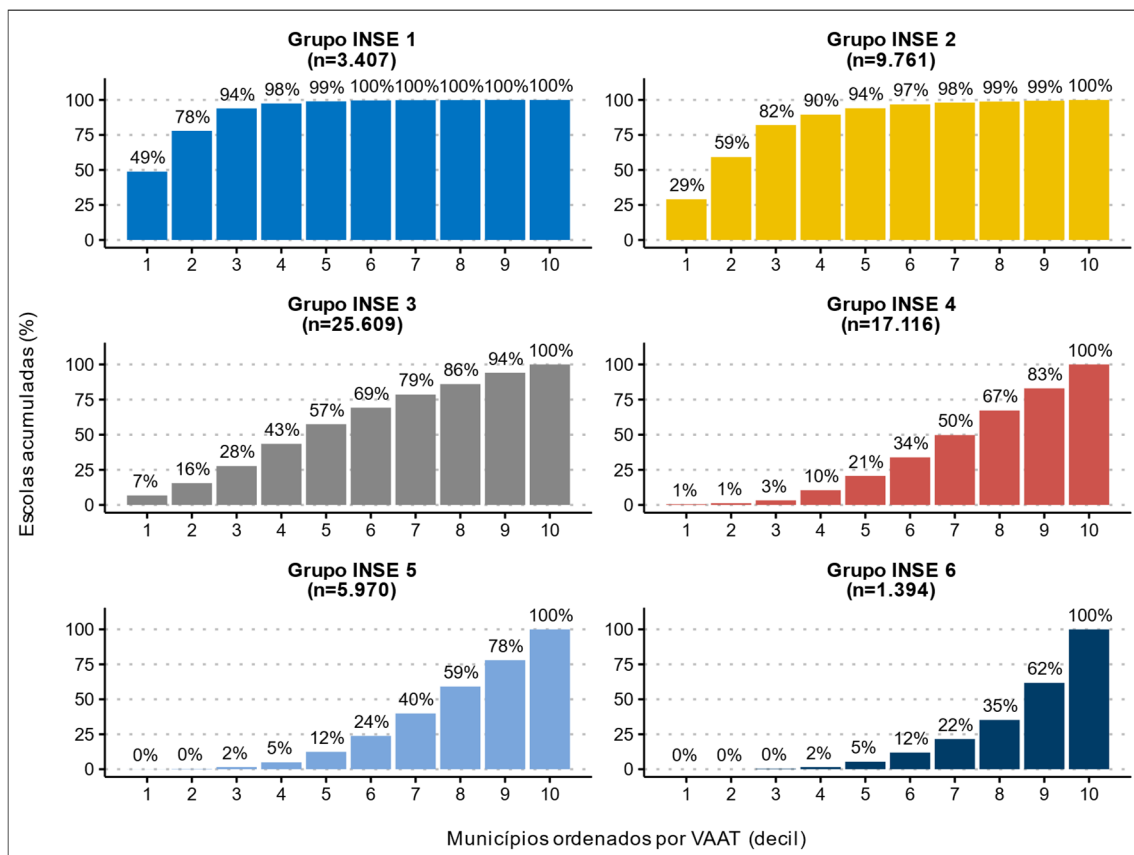 Grupo INSE 1
(n=3.407)
49% 78% 94% 98% 99% 100% 100% 100% 100% 100%
100
75
50
25
0
1 2 3 4 5 6 7 8 9 10
Grupo INSE 2
(n=9.761)
29% 59% 82% 90% 94% 97% 98% 99% 99% 100%
100
75
50
25
0
1 2 3 4 5 6 7 8 9 10
Grupo INSE 3
(n=25.609)
7% 16% 28% 43% 57% 69% 79% 86% 94% 100%
100
75
50
25
0
1 2 3 4 5 6 7 8 9 10
Grupo INSE 4
(n=17.116)
1% 1% 3% 10% 21% 34% 50% 67% 83% 100%
100
75
50
25
0
1 2 3 4 5 6 7 8 9 10
Grupo INSE 5
(n=5.970)
0% 0% 2% 5% 12% 24% 40% 59% 78% 100%
100
75
50
25
0
1 2 3 4 5 6 7 8 9 10
Grupo INSE 6
(n=1.394)
0% 0% 0% 2% 5% 12% 22% 35% 62% 100%
100
75
50
25
0
1 2 3 4 5 6 7 8 9 10
Escolas acumuladas (%)
Municípios ordenados por VAAT (decil)